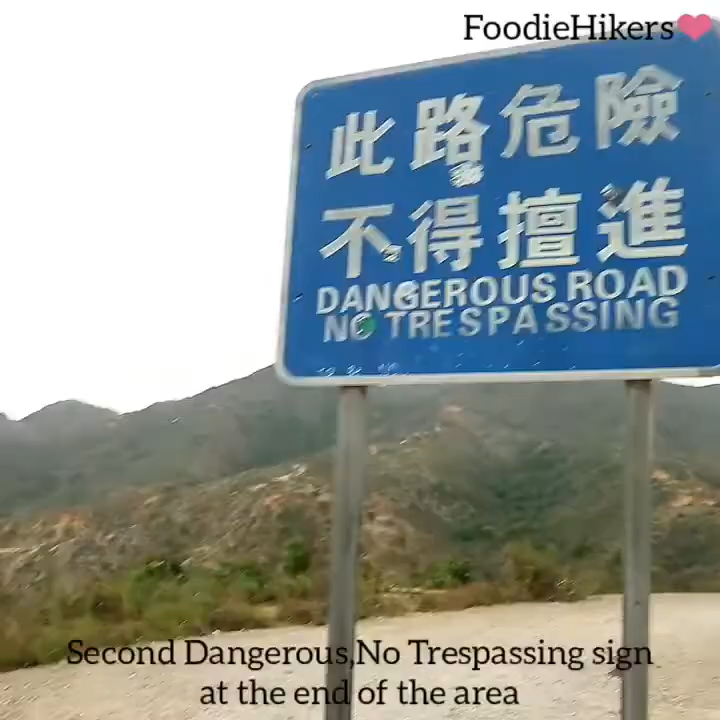 FoodieHikers
此路危險
不得擅進
DANGEROUS ROAD
NO TRESPASSING
Second Dangerous,No Trespassing sign
at the end of the area